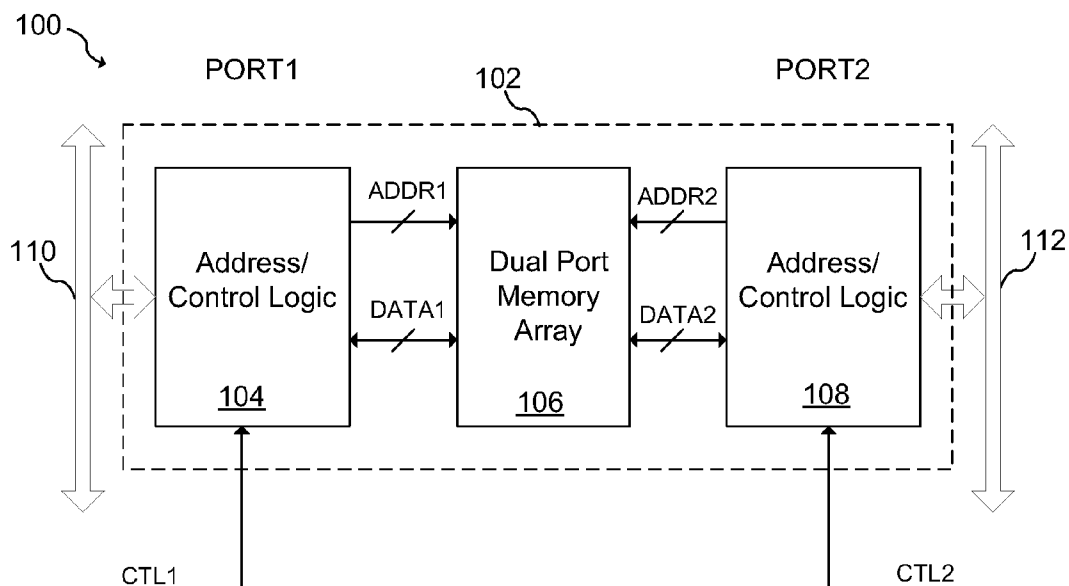 100
PORT1
PORT2
102
ADDR1
ADDR2
110
Address/
Control Logic
Dual Port
Memory
Array
Address/
Control Logic
112
DATA1
DATA2
104
106
108
CTL1
CTL2